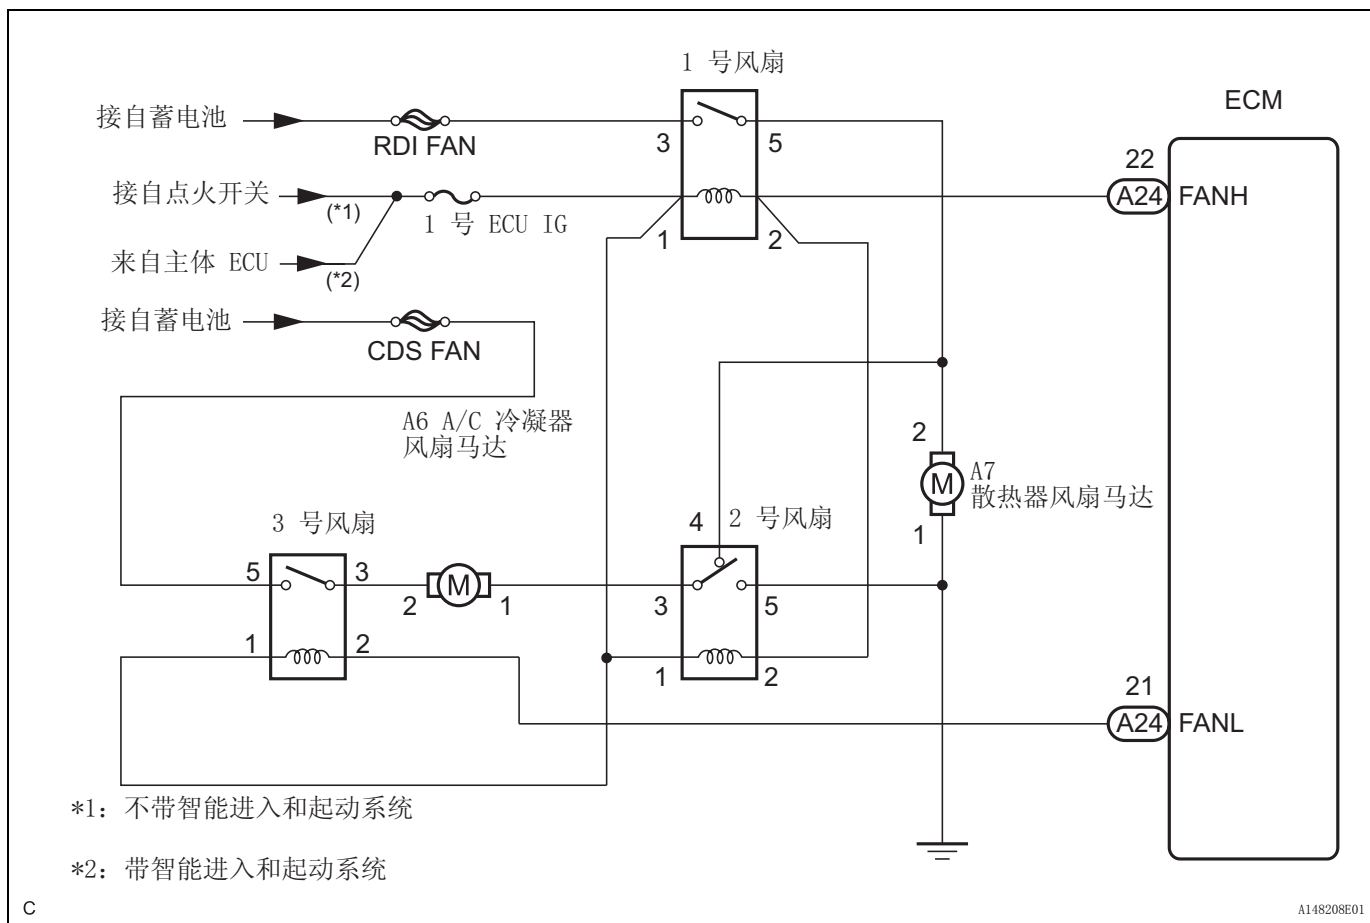 1 号风扇
接自蓄电池
RDI FAN
3
5
ECM
接自点火开关
(*1)
1 号 ECU IG
1
2
22
A24
FANH
来自主体 ECU
(*2)
接自蓄电池
CDS FAN
A6 A/C 冷凝器
风扇马达
2
M
A7
散热器风扇马达
1
3 号风扇
5
3
2
M
1
1
2
4
2 号风扇
3
5
1
2
21
A24
FANL
*1: 不带智能进入和起动系统
*2: 带智能进入和起动系统
C
A148208E01